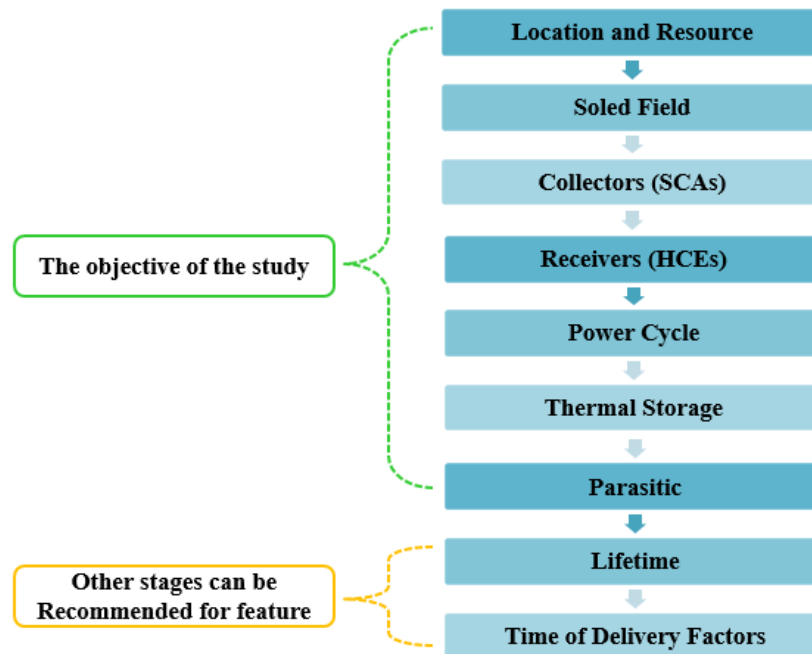 Location and Resource
Soled Field
Collectors (SCAs)
Receivers (HCEs)
Power Cycle
Thermal Storage
Parasitic
Lifetime
Time of Delivery Factors
The objective of the study
Other stages can be
Recommended for feature